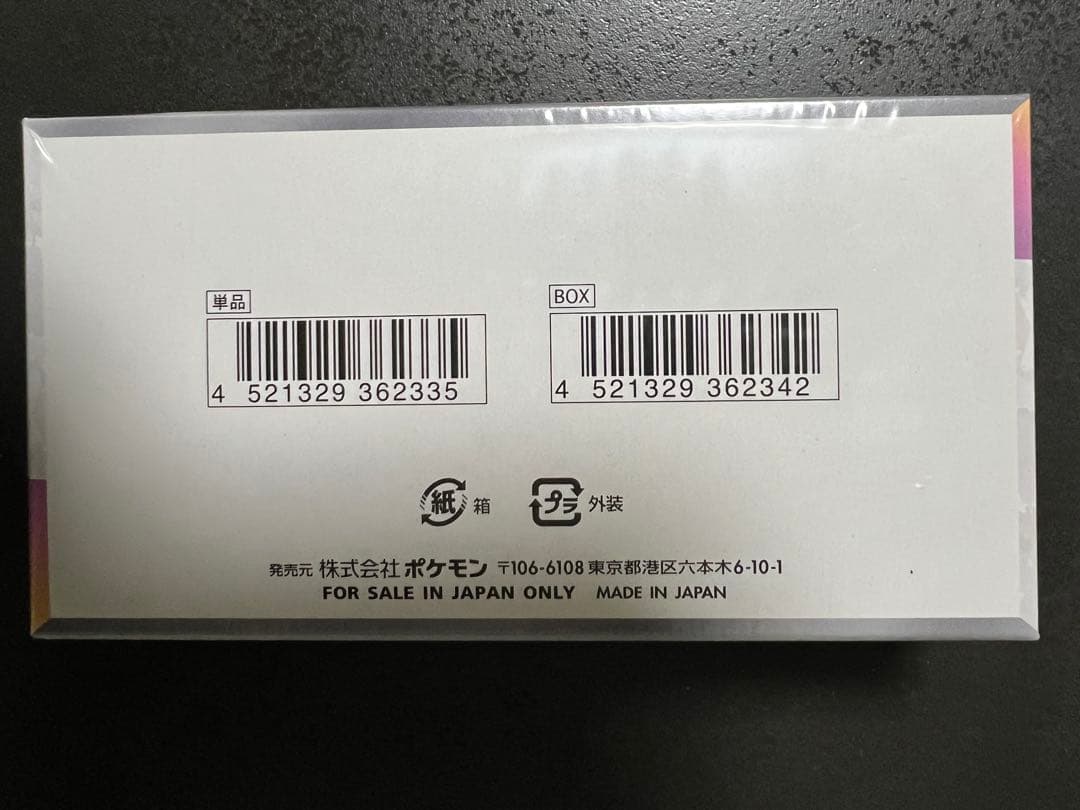 単品
4 521329 362335
BOX
4 521329 362342
紙 箱
プラ 外装
発売元 株式会社ポケモン 〒106-6108 東京都港区六本木6-10-1
FOR SALE IN JAPAN ONLY MADE IN JAPAN